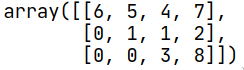 array([[6, 5, 4, 7],
       [0, 1, 1, 2],
       [0, 0, 3, 8]])